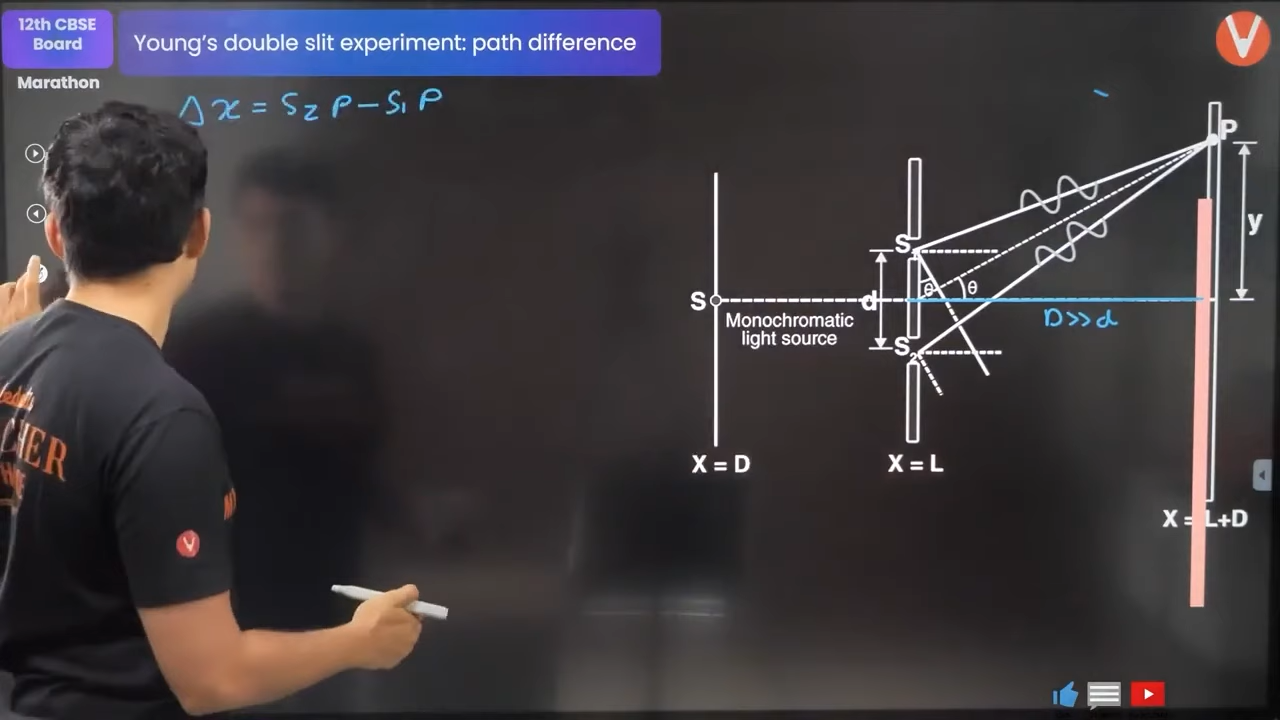 12th CBSE
Board
Marathon
Young's double slit experiment: path difference
Δx = S₂P − S₁P
P
y
S₁
θ
θ
S
d
D>>d
Monochromatic
light source
S₂
X = D
X = L
X = L+D